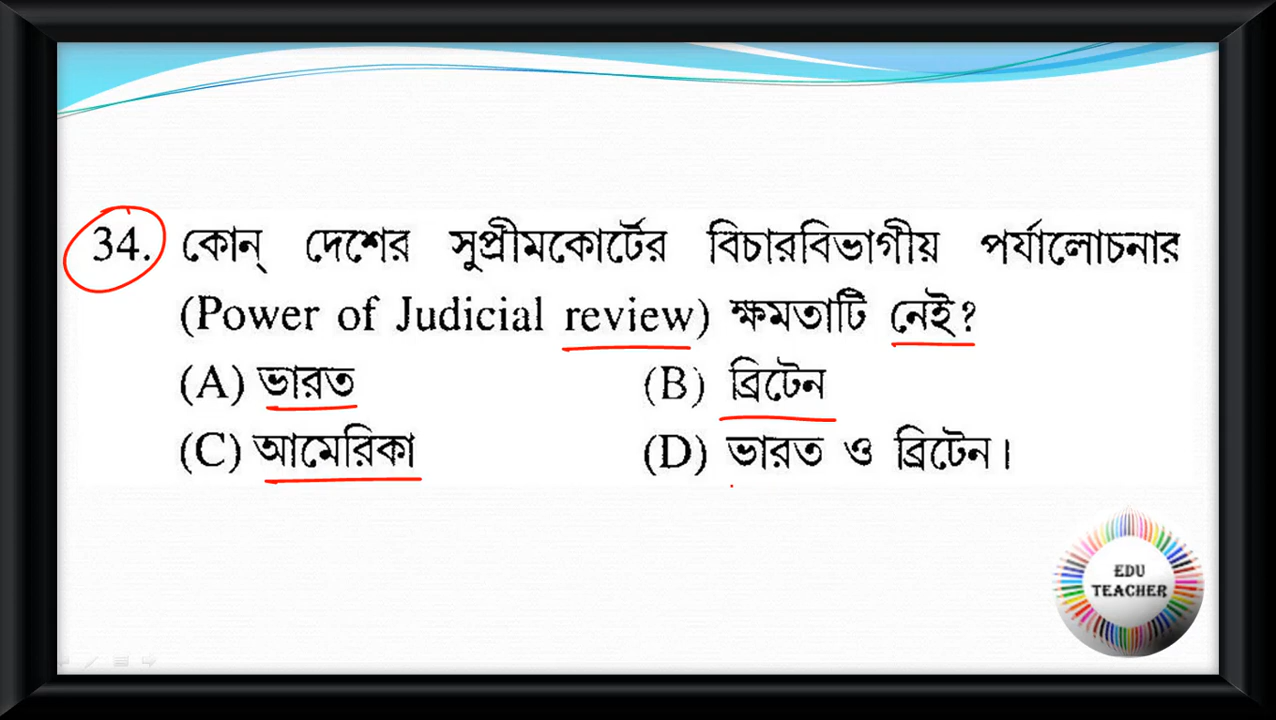 34. কোন্ দেশের সুপ্রীমকোর্টের বিচারবিভাগীয় পর্যালোচনার
(Power of Judicial review) ক্ষমতাটি নেই?
(A) ভারত (B) ব্রিটেন
(C) আমেরিকা (D) ভারত ও ব্রিটেন।
EDU
TEACHER